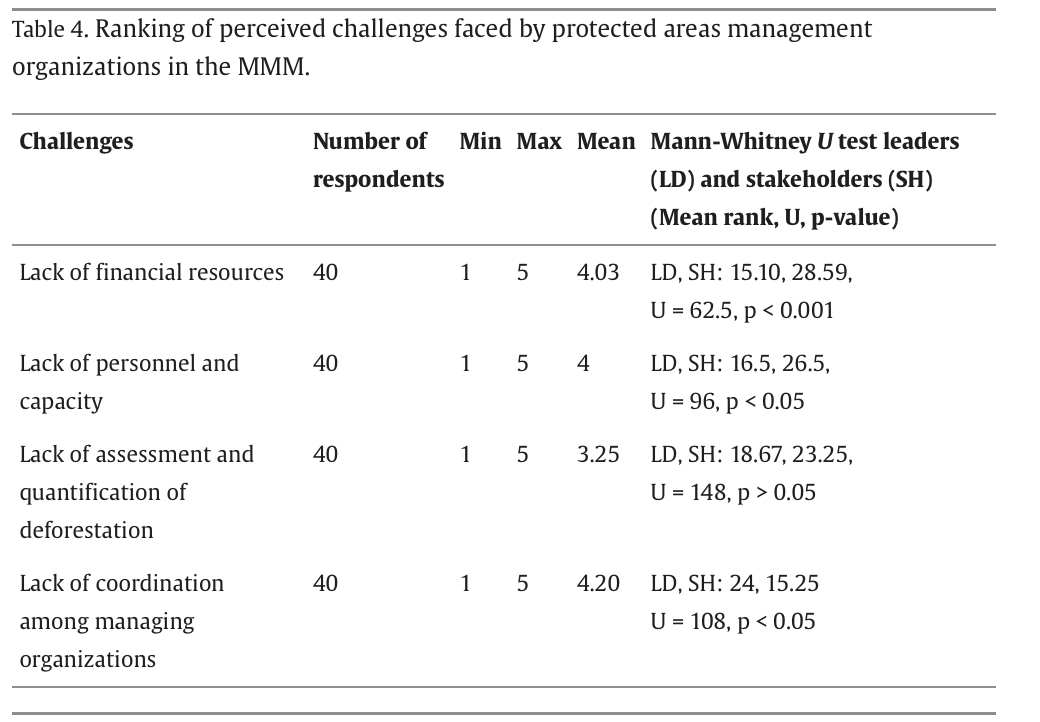 Table 4. Ranking of perceived challenges faced by protected areas management
organizations in the MMM.
Challenges Number of Min Max Mean Mann-Whitney U test leaders
respondents (LD) and stakeholders (SH)
(Mean rank, U, p-value)
Lack of financial resources 40 1 5 4.03 LD, SH: 15.10, 28.59,
U = 62.5, p < 0.001
Lack of personnel and 40 1 5 4 LD, SH: 16.5, 26.5,
capacity U = 96, p < 0.05
Lack of assessment and 40 1 5 3.25 LD, SH: 18.67, 23.25,
quantification of U = 148, p > 0.05
deforestation
Lack of coordination 40 1 5 4.20 LD, SH: 24, 15.25
among managing U = 108, p < 0.05
organizations